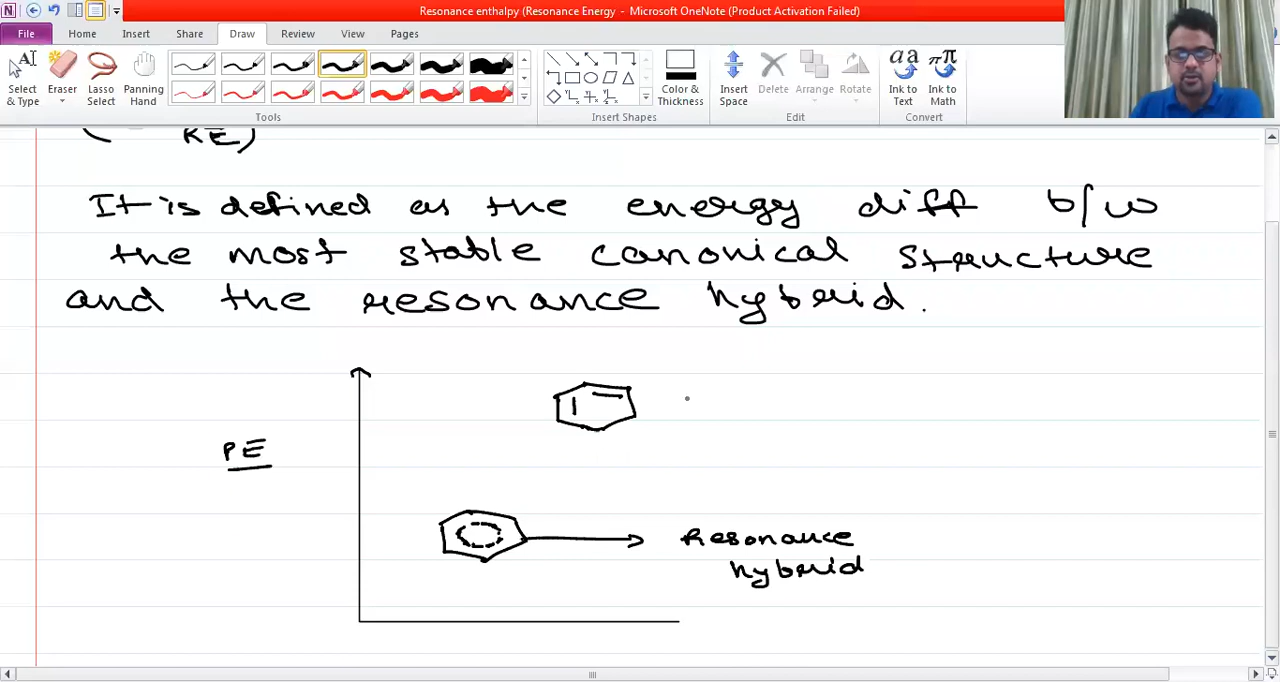 Resonance enthalpy (Resonance Energy - Microsoft OneNote (Product Activation Failed)
File Home Insert Share Draw Review View Pages
Select & Type Eraser Lasso Select Panning Hand Color & Thickness Insert Space Delete Arrange Rotate Ink to Text Ink to Math
Tools Insert Shapes Edit Convert
RE)
It is defined as the energy diff b/w
the most stable canonical structure
and the resonance hybrid.
PE
Resonance
hybrid